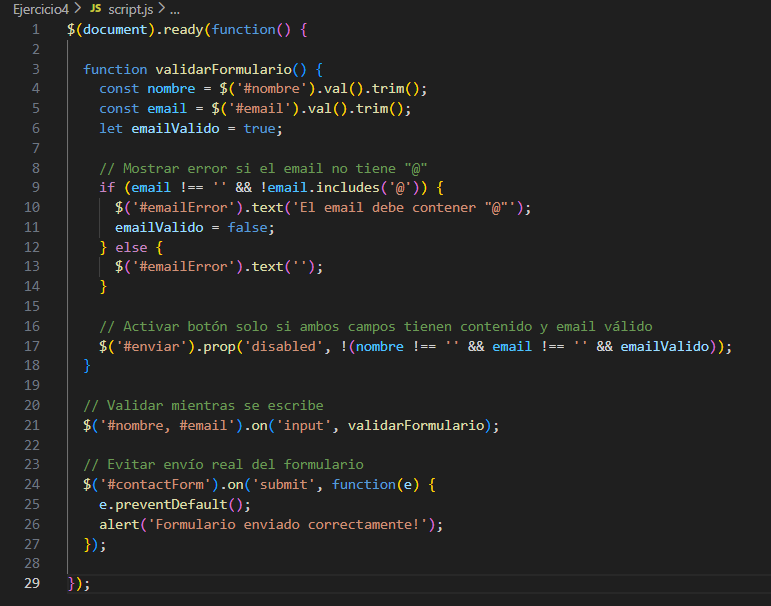 Ejercicio4 > JS script.js > ...
1 $(document).ready(function() {
2
3 function validarFormulario() {
4 const nombre = $('#nombre').val().trim();
5 const email = $('#email').val().trim();
6 let emailValido = true;
7
8 // Mostrar error si el email no tiene "@"
9 if (email !== '' && !email.includes('@')) {
10 $('#emailError').text('El email debe contener "@"');
11 emailValido = false;
12 } else {
13 $('#emailError').text('');
14 }
15
16 // Activar botón solo si ambos campos tienen contenido y email válido
17 $('#enviar').prop('disabled', !(nombre !== '' && email !== '' && emailValido));
18 }
19
20 // Validar mientras se escribe
21 $('#nombre, #email').on('input', validarFormulario);
22
23 // Evitar envío real del formulario
24 $('#contactForm').on('submit', function(e) {
25 e.preventDefault();
26 alert('Formulario enviado correctamente!');
27 });
28
29 });